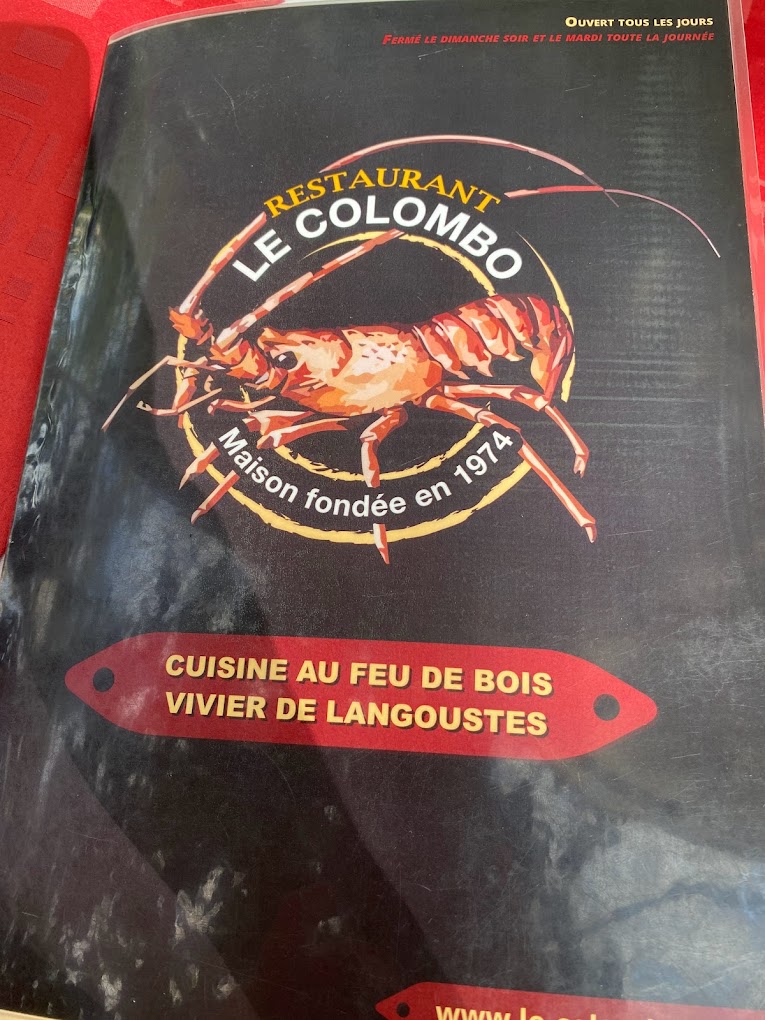 OUVERT TOUS LES JOURS
FERMÉ LE DIMANCHE SOIR ET LE MARDI TOUTE LA JOURNÉE
RESTAURANT
LE COLOMBO
Maison fondée en 1974
CUISINE AU FEU DE BOIS
VIVIER DE LANGOUSTES